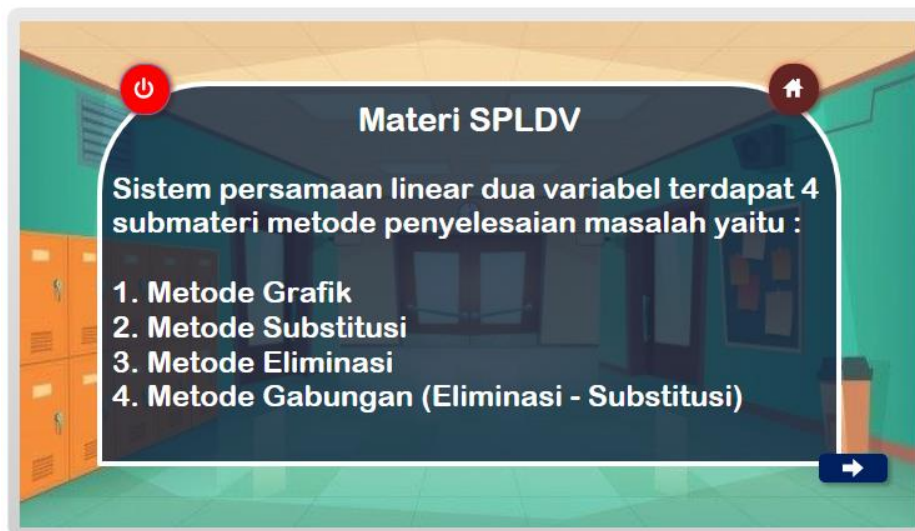 Materi SPLDV
Sistem persamaan linear dua variabel terdapat 4
submateri metode penyelesaian masalah yaitu :
1. Metode Grafik
2. Metode Substitusi
3. Metode Eliminasi
4. Metode Gabungan (Eliminasi - Substitusi)